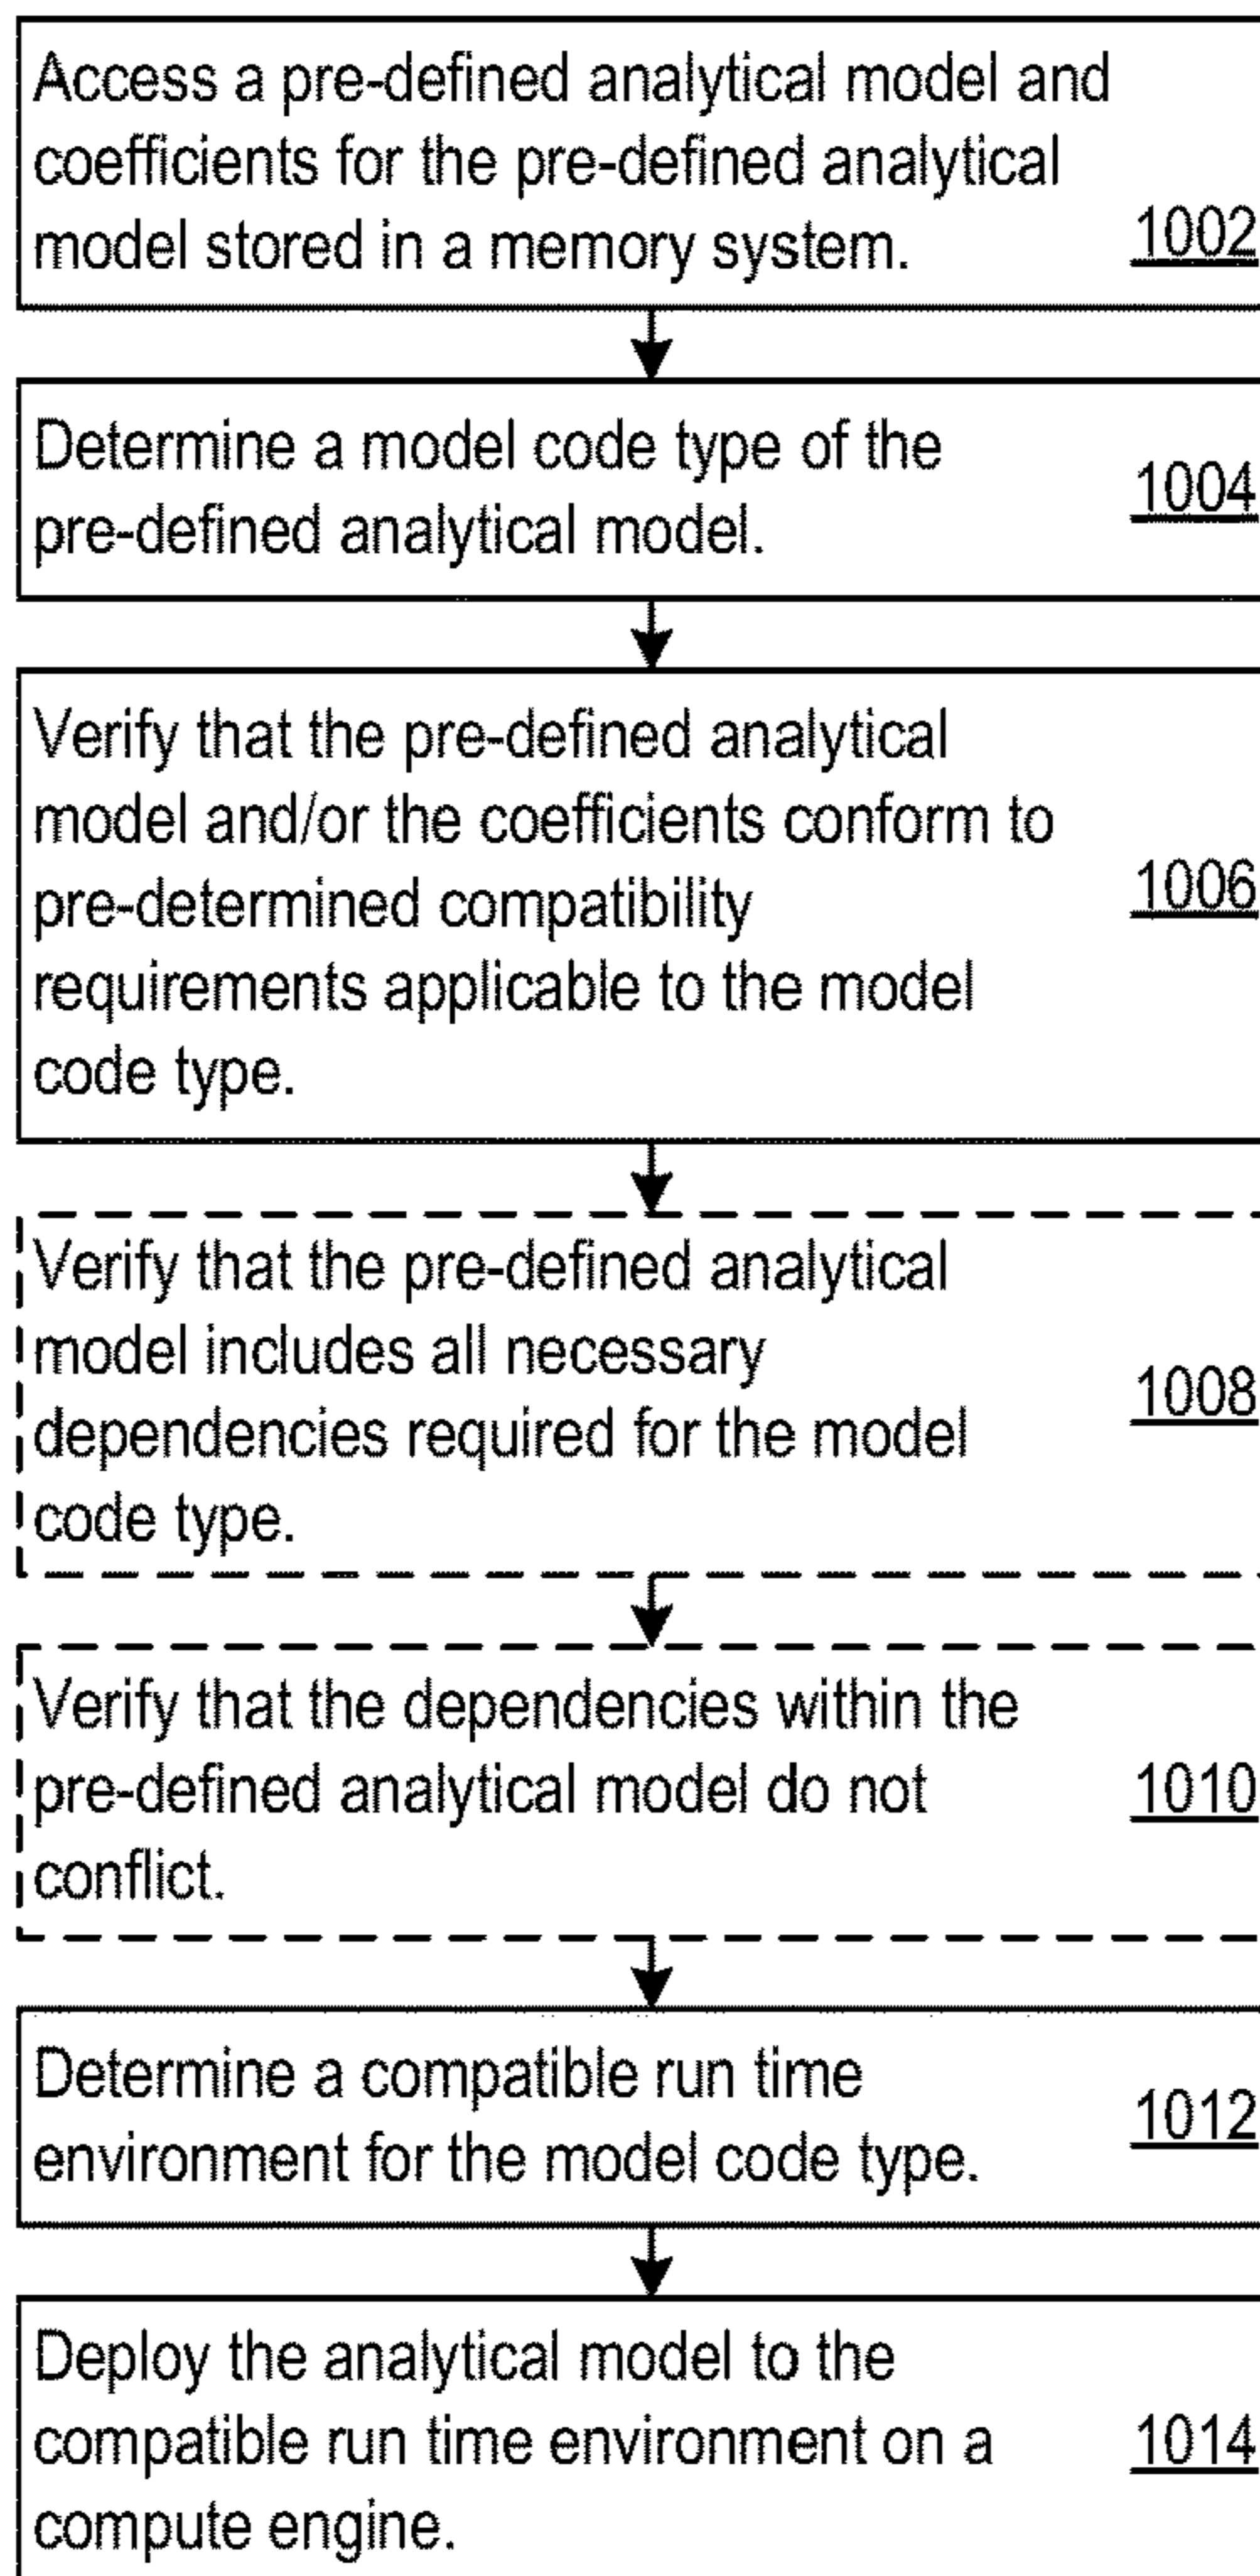 Access a pre-defined analytical model and
coefficients for the pre-defined analytical
model stored in a memory system.
1002
Determine a model code type of the
pre-defined analytical model.
1004
Verify that the pre-defined analytical
model and/or the coefficients conform to
pre-determined compatibility
requirements applicable to the model
code type.
1006
Verify that the pre-defined analytical
model includes all necessary
dependencies required for the model
code type.
1008
Verify that the dependencies within the
pre-defined analytical model do not
conflict.
1010
Determine a compatible run time
environment for the model code type.
1012
Deploy the analytical model to the
compatible run time environment on a
compute engine.
1014